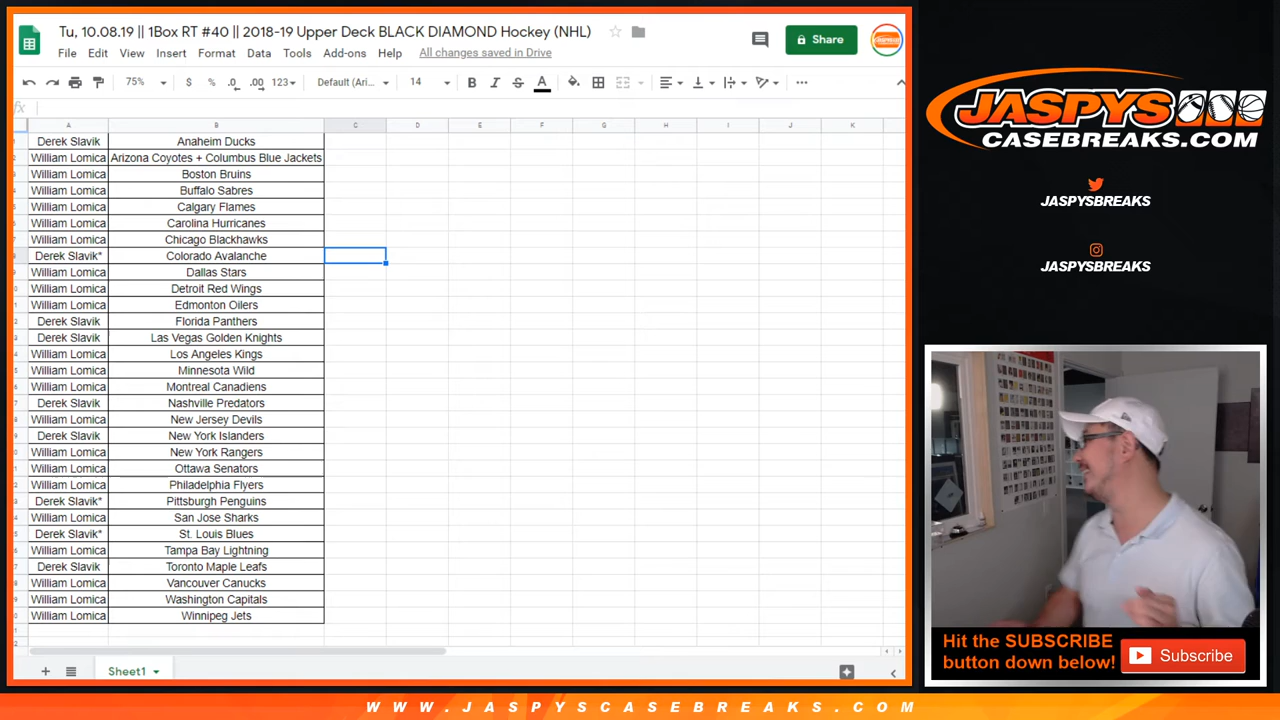 Tu, 10.08.19 || 1Box RT #40 || 2018-19 Upper Deck BLACK DIAMOND Hockey (NHL)
File Edit View Insert Format Data Tools Add-ons Help All changes saved in Drive
Share
75% $ % .0 .00 123 Default (Ari... 14 B I S A
fx
A B C D E F G H I J K
Derek Slavik Anaheim Ducks
William Lomica Arizona Coyotes + Columbus Blue Jackets
William Lomica Boston Bruins
William Lomica Buffalo Sabres
William Lomica Calgary Flames
William Lomica Carolina Hurricanes
William Lomica Chicago Blackhawks
Derek Slavik* Colorado Avalanche
William Lomica Dallas Stars
William Lomica Detroit Red Wings
William Lomica Edmonton Oilers
Derek Slavik Florida Panthers
Derek Slavik Las Vegas Golden Knights
William Lomica Los Angeles Kings
William Lomica Minnesota Wild
William Lomica Montreal Canadiens
Derek Slavik Nashville Predators
William Lomica New Jersey Devils
Derek Slavik New York Islanders
William Lomica New York Rangers
William Lomica Ottawa Senators
William Lomica Philadelphia Flyers
Derek Slavik* Pittsburgh Penguins
William Lomica San Jose Sharks
Derek Slavik* St. Louis Blues
William Lomica Tampa Bay Lightning
Derek Slavik Toronto Maple Leafs
William Lomica Vancouver Canucks
William Lomica Washington Capitals
William Lomica Winnipeg Jets
Sheet1
JASPYS
CASEBREAKS.COM
JASPYSBREAKS
JASPYSBREAKS
Hit the SUBSCRIBE
button down below!
Subscribe
WWW.JASPYSCASEBREAKS.COM